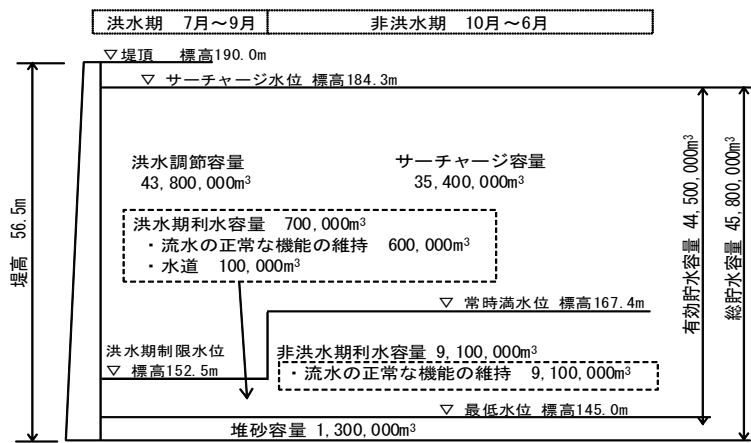 洪水期 7月～9月
非洪水期 10月～6月
▽堤頂 標高190.0m
▽ サーチャージ水位 標高184.3m
洪水調節容量
43,800,000m³
サーチャージ容量
35,400,000m³
洪水期利水容量 700,000m³
・流水の正常な機能の維持 600,000m³
・水道 100,000m³
▽ 常時満水位 標高167.4m
洪水期制限水位
▽ 標高152.5m
非洪水期利水容量 9,100,000m³
・流水の正常な機能の維持 9,100,000m³
▽ 最低水位 標高145.0m
堆砂容量 1,300,000m³
堤高 56.5m
有効貯水容量 44,500,000m³
総貯水容量 45,800,000m³